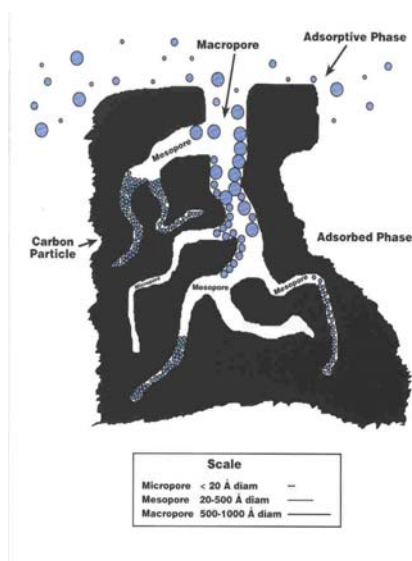 Adsorptive Phase
Macropore
Mesopore
Carbon
Particle
Adsorbed Phase
Micropore
Mesopore
Mesopore
Scale
Micropore < 20 Å diam
Mesopore 20-500 Å diam
Macropore 500-1000 Å diam